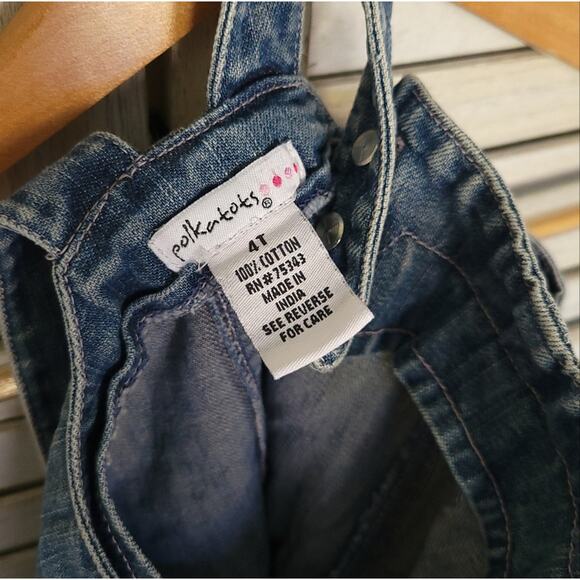 polkatots®
4T
100% COTTON
RN# 75343
MADE IN
INDIA
SEE REVERSE
FOR CARE